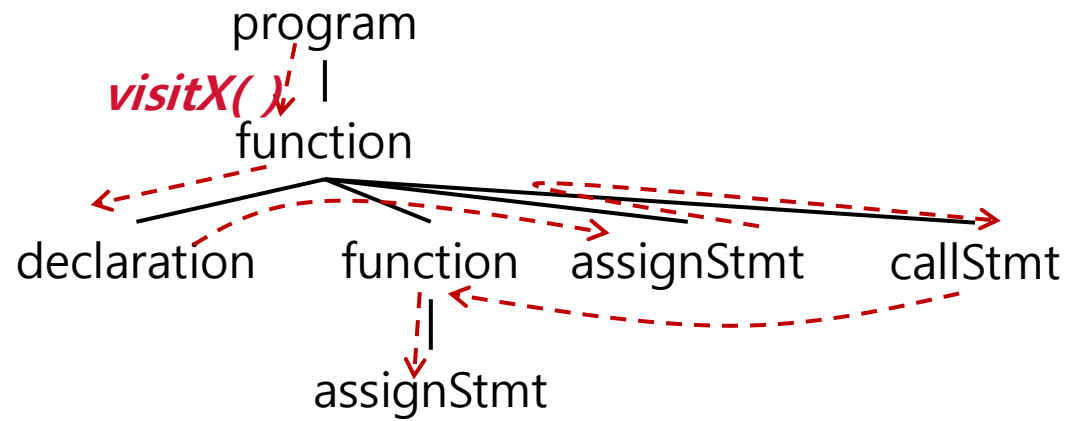 program
visitX( )
function
declaration function assignStmt callStmt
assignStmt